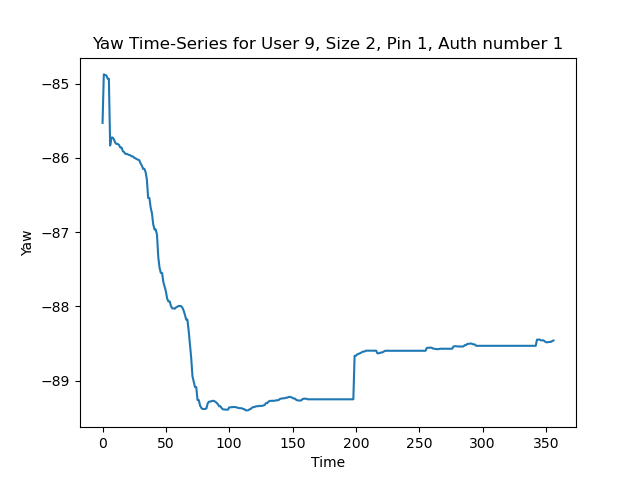 Yaw Time-Series for User 9, Size 2, Pin 1, Auth number 1
−85
−86
−87
−88
−89
Yaw
0 50 100 150 200 250 300 350
Time